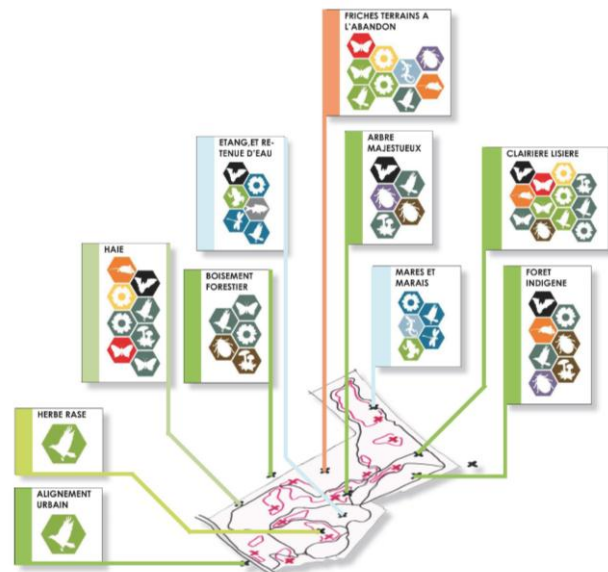 FRICHES TERRAINS A
L'ABANDON
ETANG,ET RE-
TENUE D'EAU
ARBRE
MAJESTUEUX
CLAIRIERE LISIERE
HAIE
BOISEMENT
FORESTIER
MARES ET
MARAIS
FORET
INDIGENE
HERBE RASE
ALIGNEMENT
URBAIN